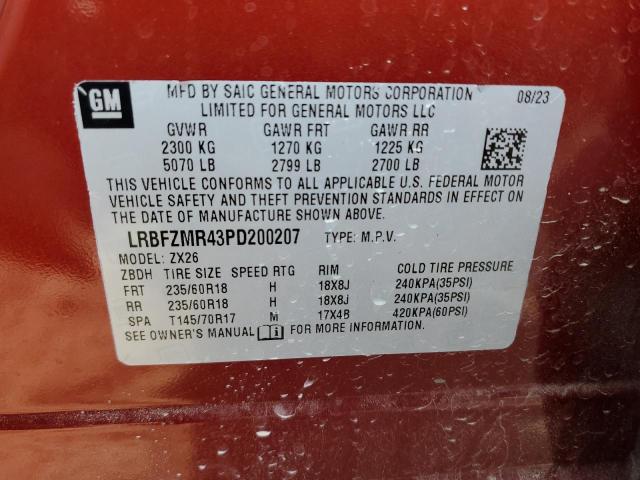 GM
MFD BY SAIC GENERAL MOTORS CORPORATION 08/23
LIMITED FOR GENERAL MOTORS LLC
GVWR GAWR FRT GAWR RR
2300 KG 1270 KG 1225 KG
5070 LB 2799 LB 2700 LB
THIS VEHICLE CONFORMS TO ALL APPLICABLE U.S. FEDERAL MOTOR
VEHICLE SAFETY AND THEFT PREVENTION STANDARDS IN EFFECT ON
THE DATE OF MANUFACTURE SHOWN ABOVE.
LRBFZMR43PD200207 TYPE: M.P.V.
MODEL: ZX26
ZBDH TIRE SIZE SPEED RTG RIM COLD TIRE PRESSURE
FRT 235/60R18 H 18X8J 240KPA(35PSI)
RR 235/60R18 H 18X8J 240KPA(35PSI)
SPA T145/70R17 M 17X4B 420KPA(60PSI)
SEE OWNER'S MANUAL FOR MORE INFORMATION.